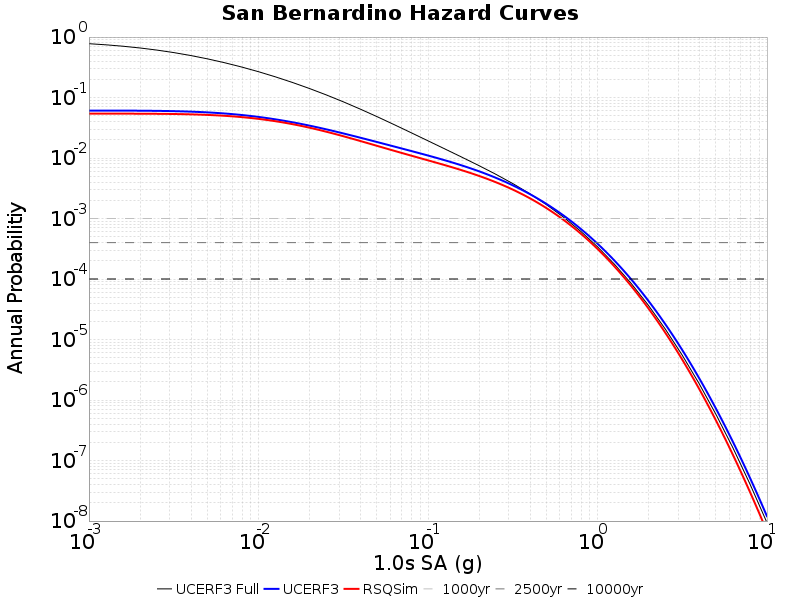 San Bernardino Hazard Curves
10^0
10^-1
10^-2
10^-3
10^-4
10^-5
10^-6
10^-7
10^-8
Annual Probabilitiy
10^-3 10^-2 10^-1 10^0 10^1
1.0s SA (g)
UCERF3 Full UCERF3 RSQSim 1000yr 2500yr 10000yr